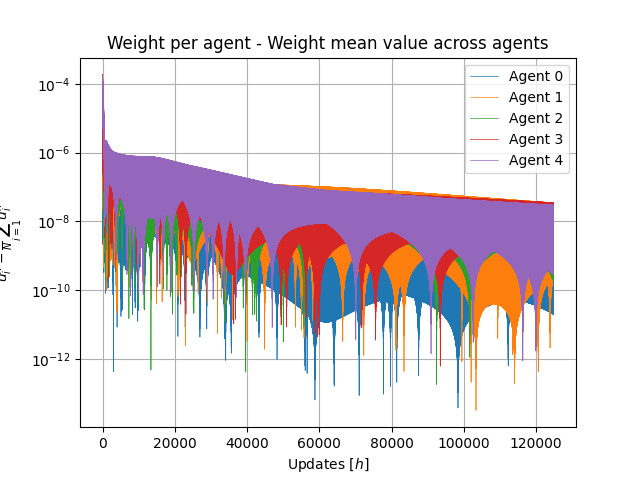 Weight per agent - Weight mean value across agents
10⁻⁴
10⁻⁶
10⁻⁸
10⁻¹⁰
10⁻¹²
Agent 0
Agent 1
Agent 2
Agent 3
Agent 4
0
20000
40000
60000
80000
100000
120000
Updates [h]